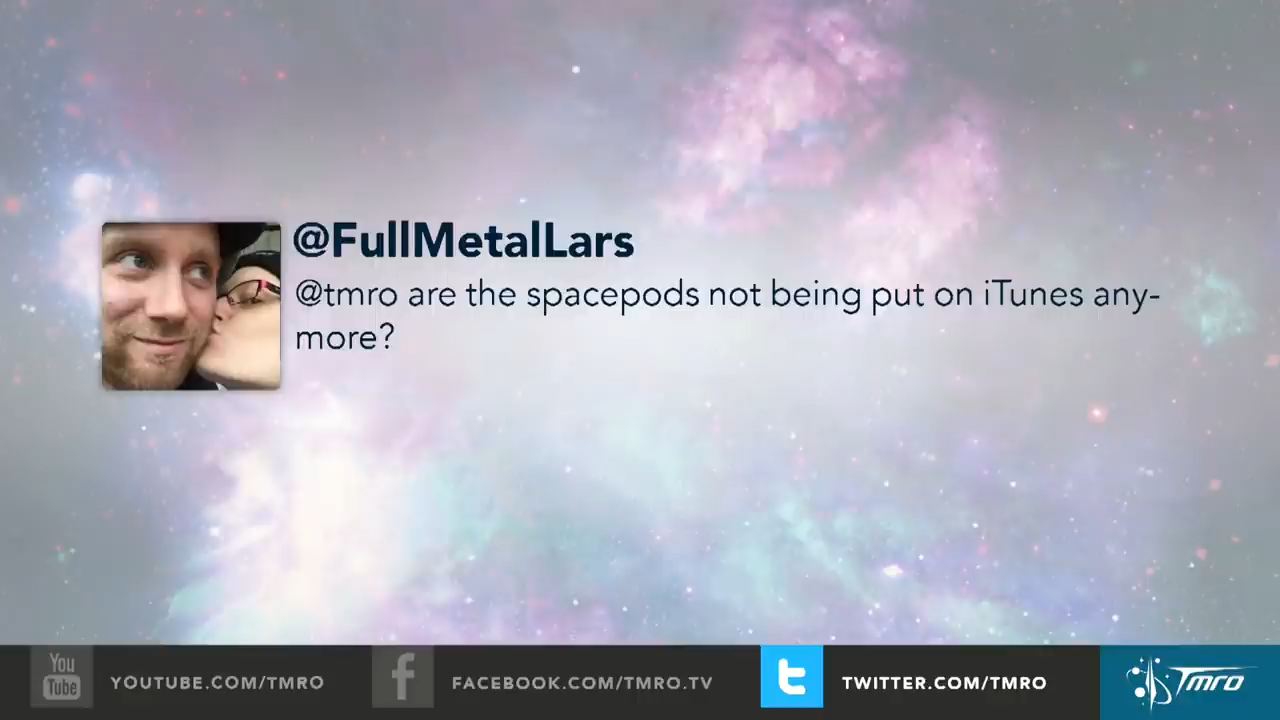 @FullMetalLars
@tmro are the spacepods not being put on iTunes any-
more?
You
Tube
YOUTUBE.COM/TMRO
f
FACEBOOK.COM/TMRO.TV
t
TWITTER.COM/TMRO
Tmro